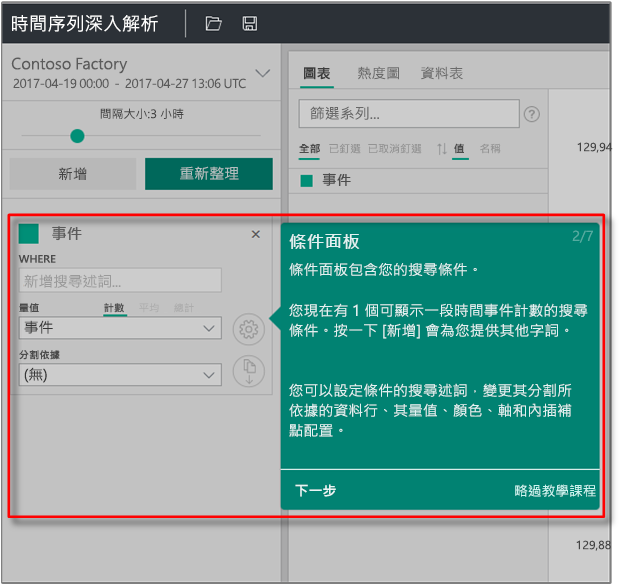 時間序列深入解析
Contoso Factory
2017-04-19 00:00 - 2017-04-27 13:06 UTC
間隔大小:3 小時
新增
重新整理
圖表 熱度圖 資料表
篩選系列...
全部 已釘選 已取消釘選 值 名稱
事件
129,94
事件
WHERE
新增搜尋述詞...
量值 計數 平均 總計
事件
分割依據
(無)
條件面板 2/7
條件面板包含您的搜尋條件。
您現在有 1 個可顯示一段時間事件計數的搜尋
條件。按一下 [新增] 會為您提供其他字詞。
您可以設定條件的搜尋述詞,變更其分割所
依據的資料行、其量值、顏色、軸和內插補
點配置。
下一步 略過教學課程
129,88